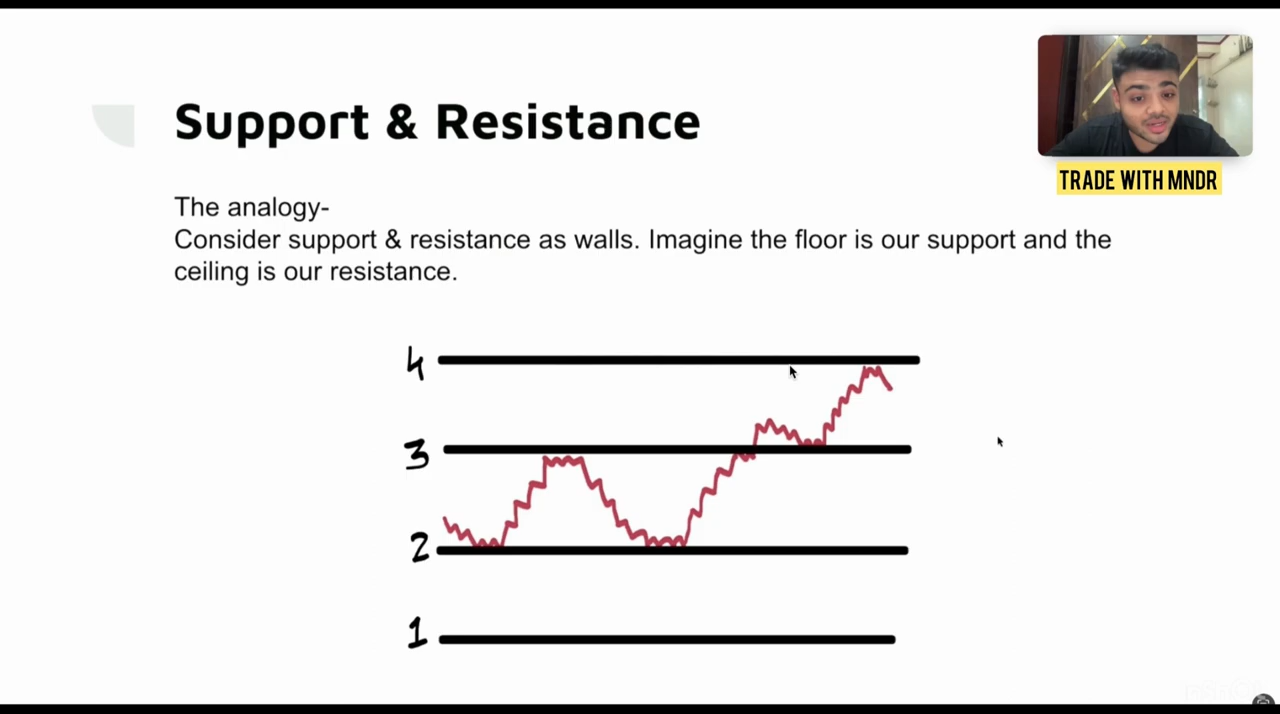 Support & Resistance
TRADE WITH MNDR
The analogy-
Consider support & resistance as walls. Imagine the floor is our support and the
ceiling is our resistance.
4
3
2
1